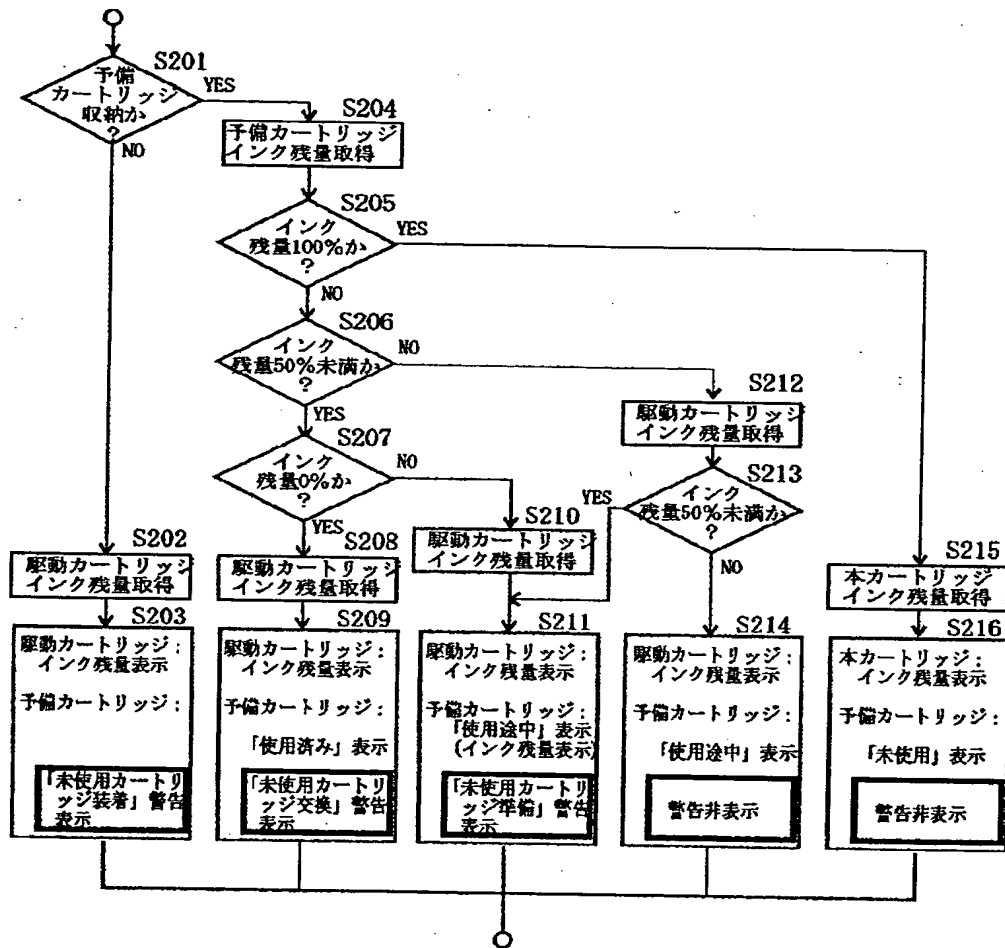 S201
予備
カートリッジ
収納か
?
YES
NO
S204
予備カートリッジ
インク残量取得
S205
インク
残量100%か
?
YES
NO
S206
インク
残量50%未満か
?
NO
YES
S212
駆動カートリッジ
インク残量取得
S207
インク
残量0%か
?
NO
YES
S213
インク
残量50%未満か
?
YES
NO
S202
駆動カートリッジ
インク残量取得
S208
駆動カートリッジ
インク残量取得
S210
駆動カートリッジ
インク残量取得
S215
本カートリッジ
インク残量取得
S203
駆動カートリッジ:
インク残量表示
予備カートリッジ:
「未使用カートリ
ッジ装着」警告
表示
S209
駆動カートリッジ:
インク残量表示
予備カートリッジ:
「使用済み」表示
「未使用カートリ
ッジ交換」警告
表示
S211
駆動カートリッジ:
インク残量表示
予備カートリッジ:
「使用途中」表示
(インク残量表示)
「未使用カートリ
ッジ準備」警告
表示
S214
駆動カートリッジ:
インク残量表示
予備カートリッジ:
「使用途中」表示
警告非表示
S216
本カートリッジ:
インク残量表示
予備カートリッジ:
「未使用」表示
警告非表示